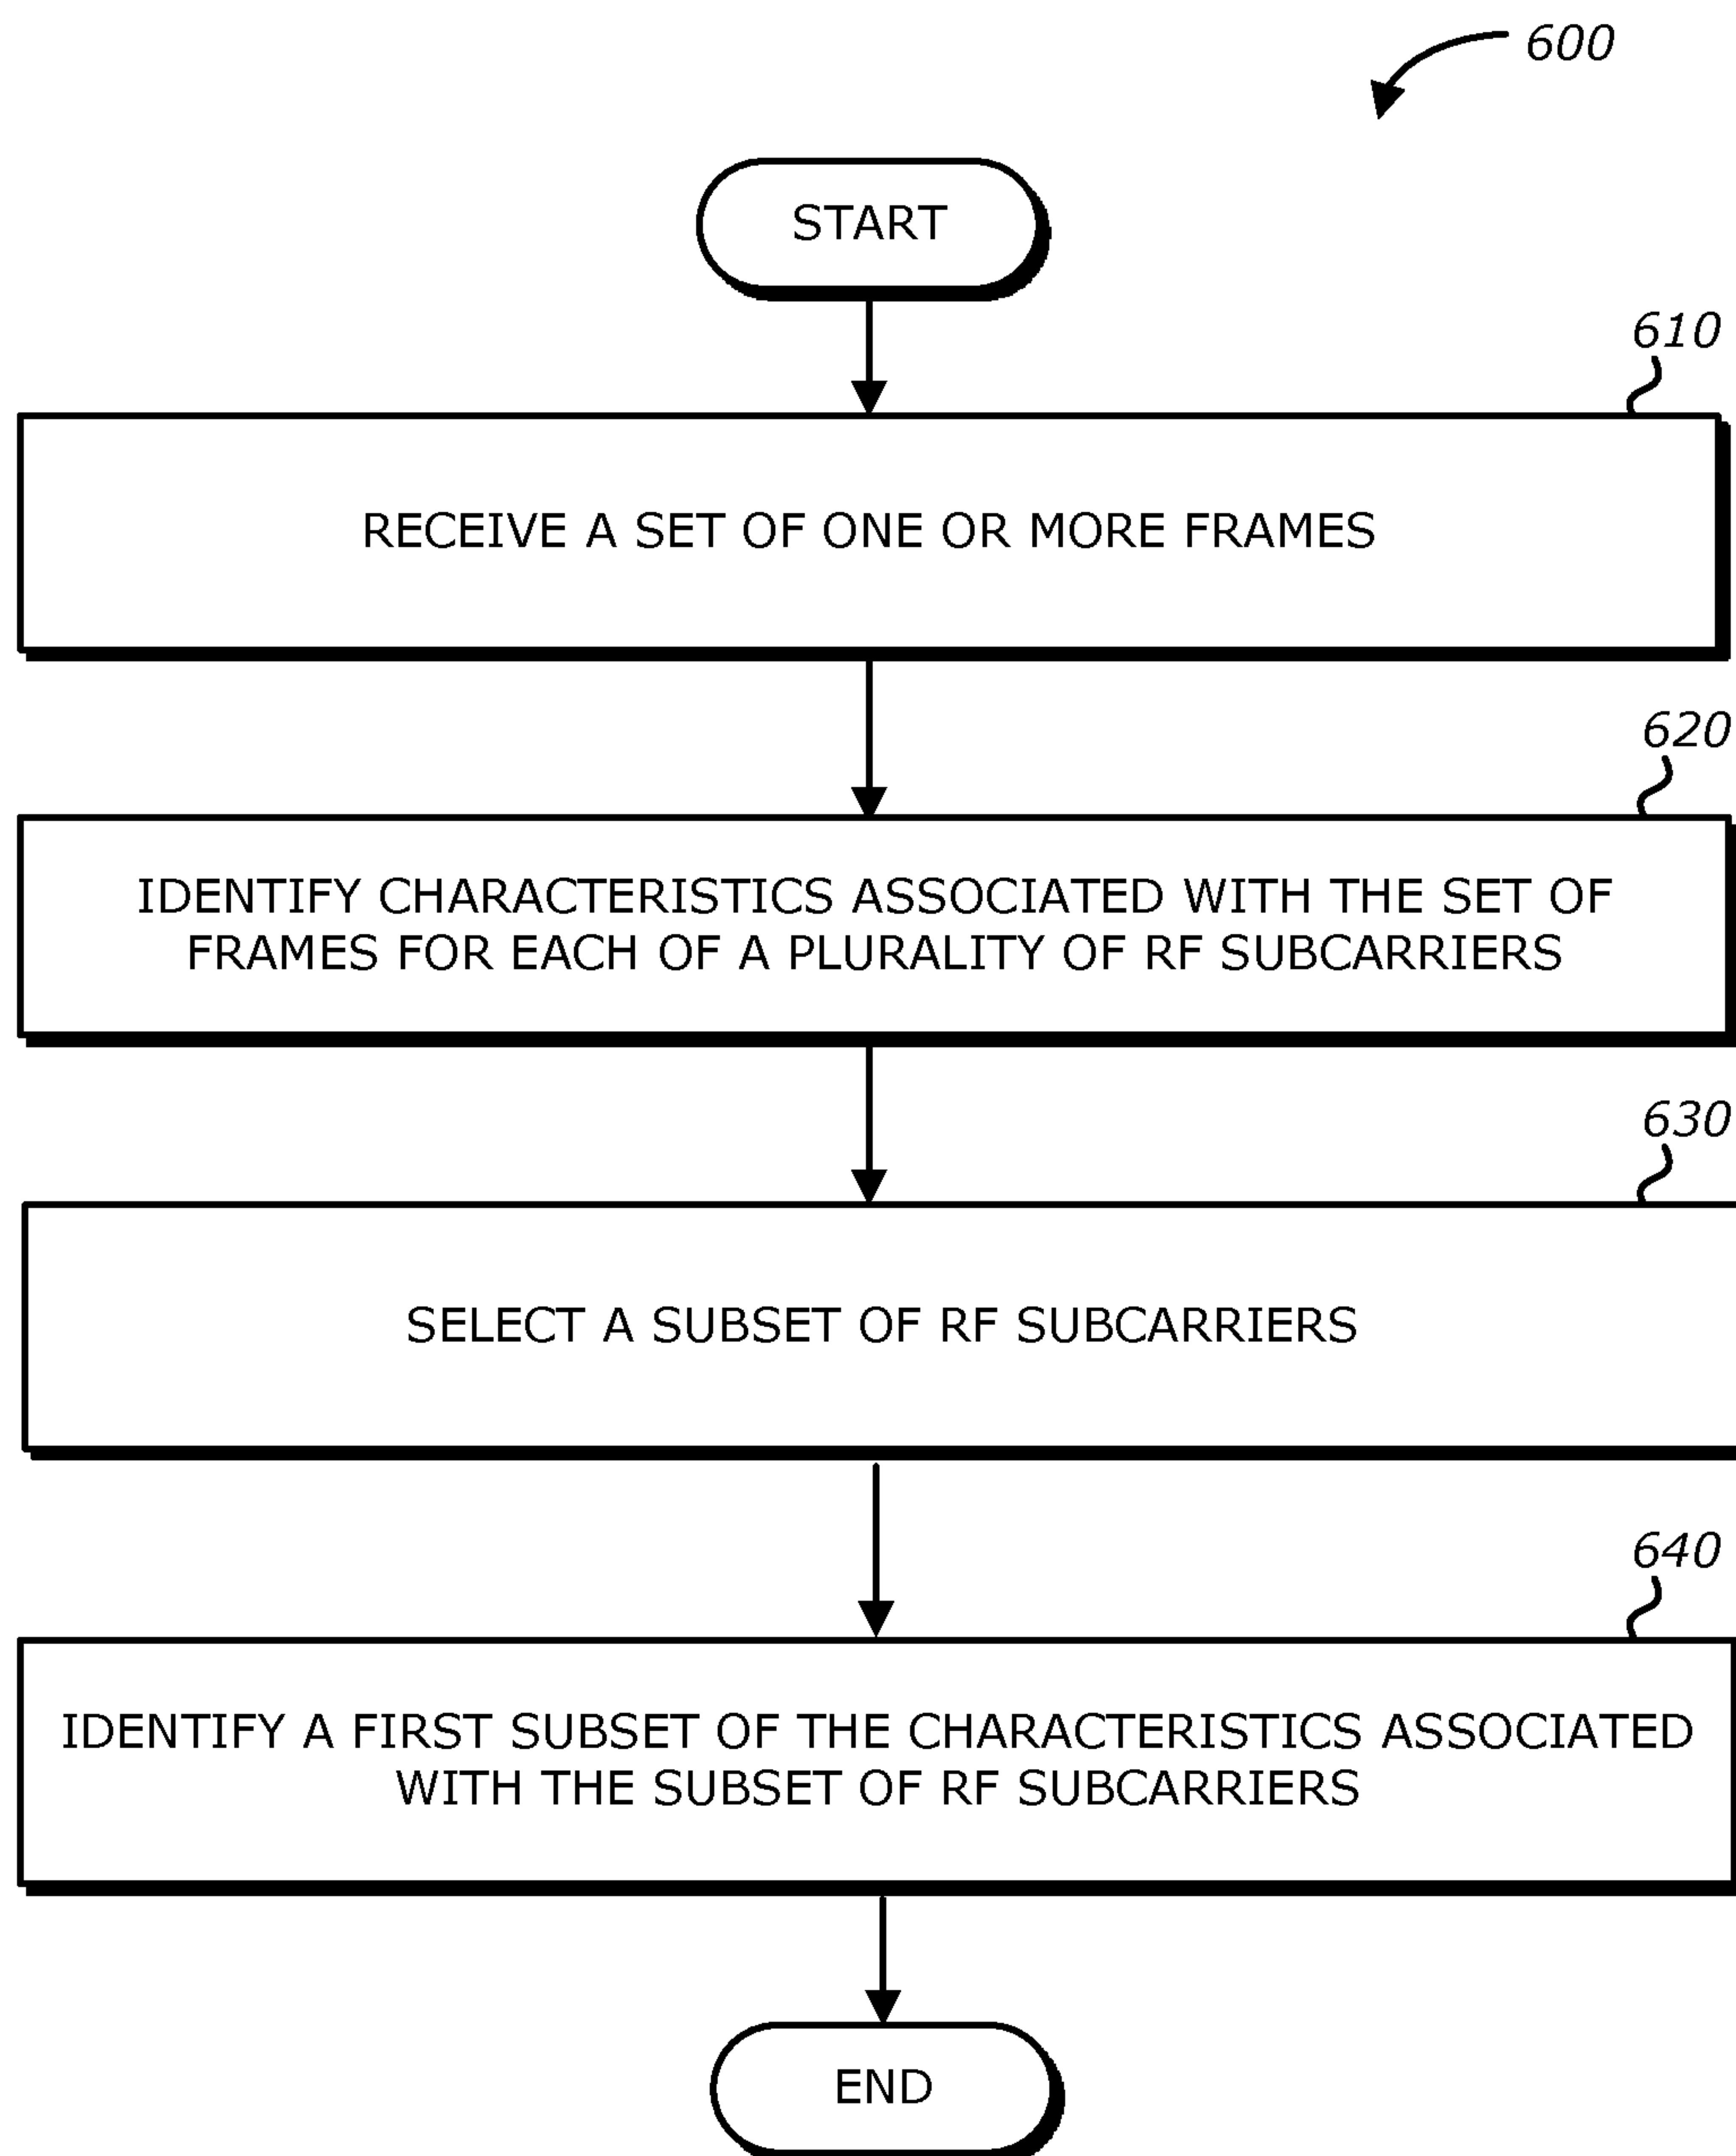 600
START
610
RECEIVE A SET OF ONE OR MORE FRAMES
620
IDENTIFY CHARACTERISTICS ASSOCIATED WITH THE SET OF
FRAMES FOR EACH OF A PLURALITY OF RF SUBCARRIERS
630
SELECT A SUBSET OF RF SUBCARRIERS
640
IDENTIFY A FIRST SUBSET OF THE CHARACTERISTICS ASSOCIATED
WITH THE SUBSET OF RF SUBCARRIERS
END